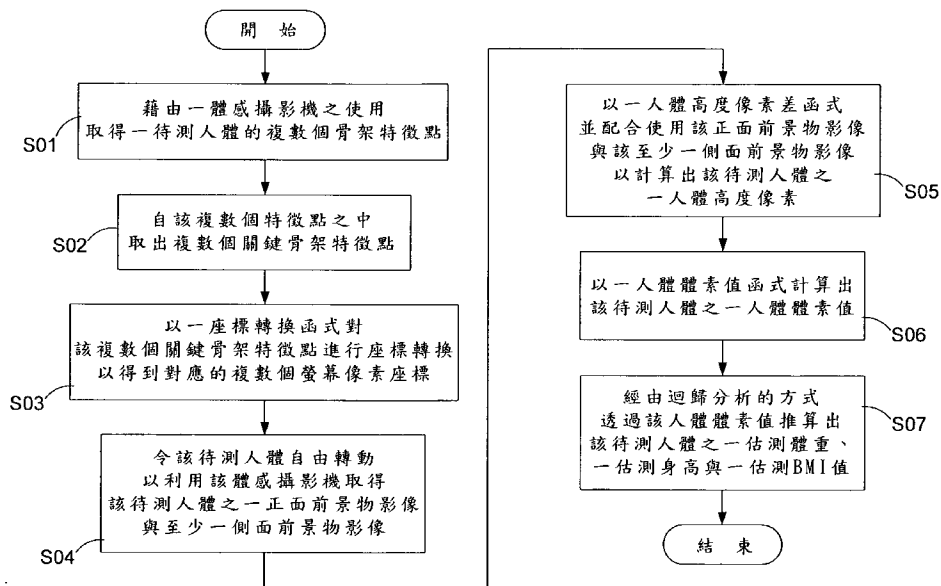 開始
藉由一體感攝影機之使用
取得一待測人體的複數個骨架特徵點
S01
自該複數個特徵點之中
取出複數個關鍵骨架特徵點
S02
以一座標轉換函式對
該複數個關鍵骨架特徵點進行座標轉換
以得到對應的複數個螢幕像素座標
S03
令該待測人體自由轉動
以利用該體感攝影機取得
該待測人體之一正面前景物影像
與至少一側面前景物影像
S04
以一人體高度像素差函式
並配合使用該正面前景物影像
與該至少一側面前景物影像
以計算出該待測人體之
一人體高度像素
S05
以一人體體素值函式計算出
該待測人體之一人體體素值
S06
經由迴歸分析的方式
透過該人體體素值推算出
該待測人體之一估測體重、
一估測身高與一估測BMI值
S07
結束